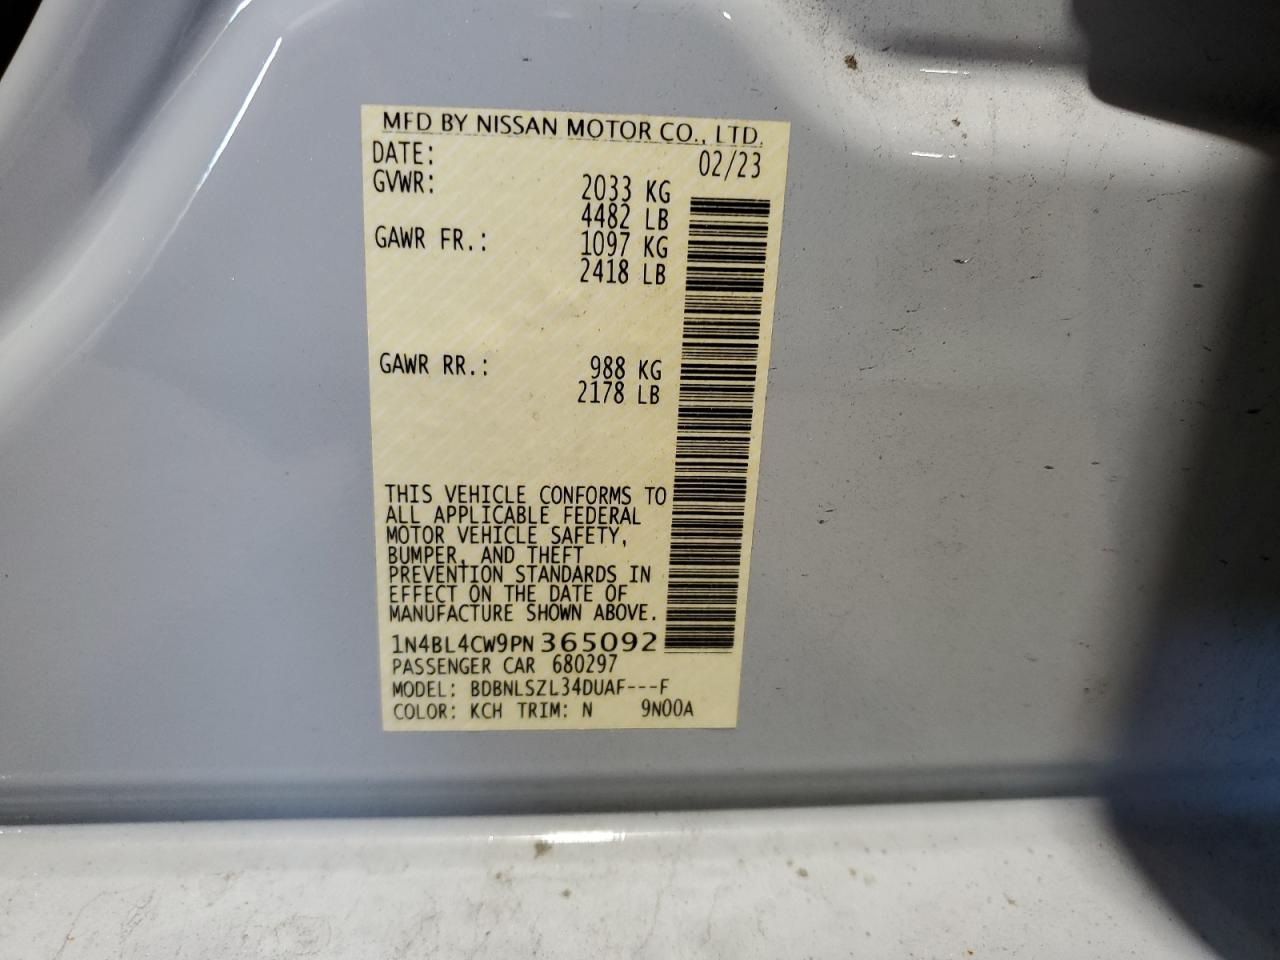 MFD BY NISSAN MOTOR CO., LTD.
DATE: 02/23
GVWR: 2033 KG
4482 LB
GAWR FR.: 1097 KG
2418 LB
GAWR RR.: 988 KG
2178 LB
THIS VEHICLE CONFORMS TO
ALL APPLICABLE FEDERAL
MOTOR VEHICLE SAFETY,
BUMPER, AND THEFT
PREVENTION STANDARDS IN
EFFECT ON THE DATE OF
MANUFACTURE SHOWN ABOVE.
1N4BL4CW9PN365092
PASSENGER CAR 680297
MODEL: BDBNLSZL34DUAF---F
COLOR: KCH TRIM: N 9N00A